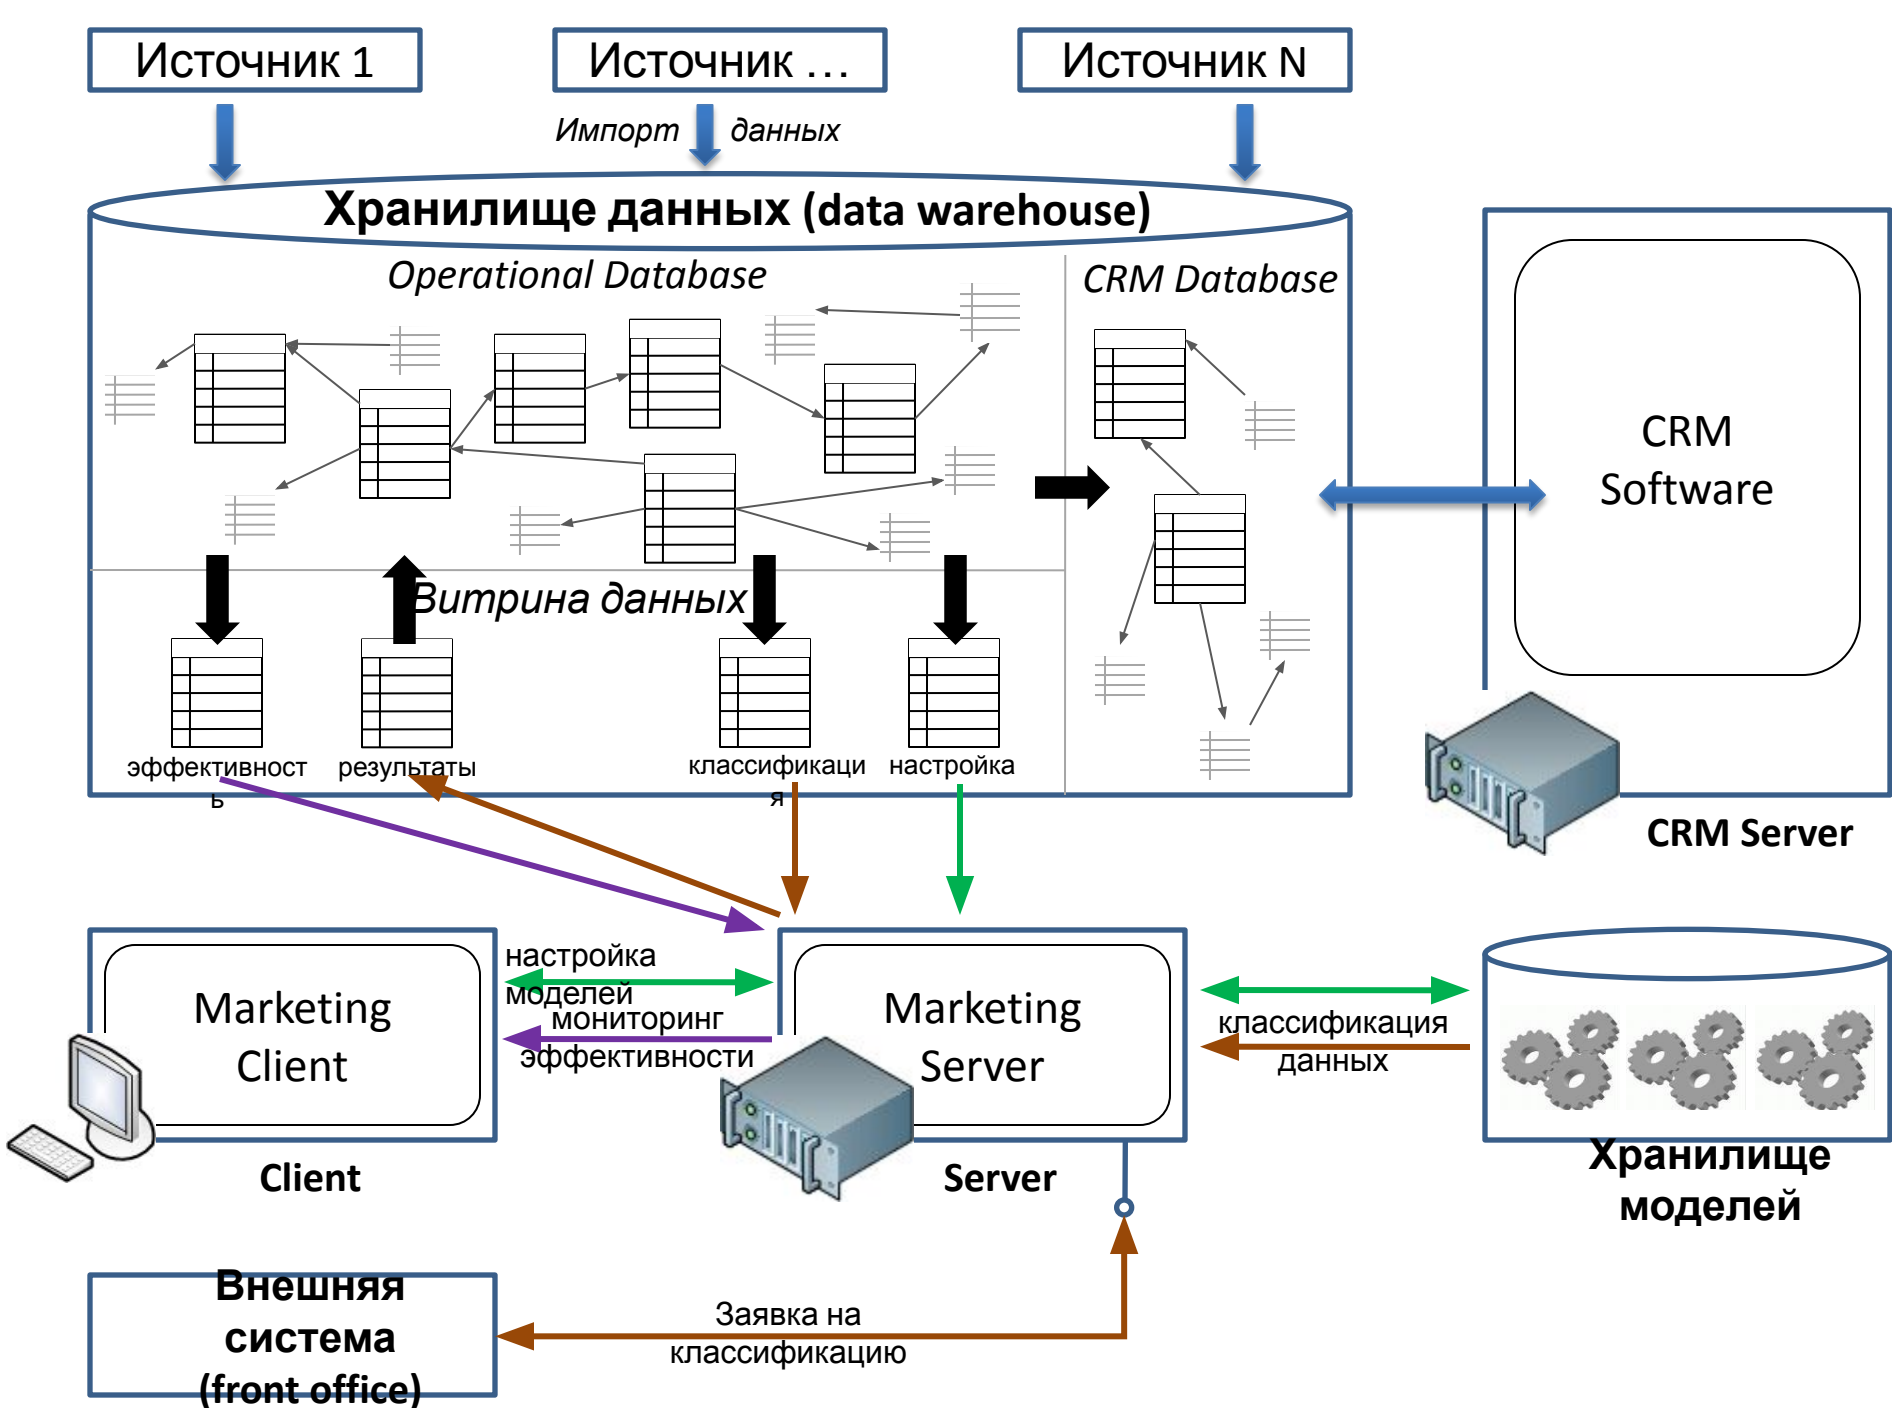 Источник 1
Источник ...
Источник N
Импорт данных
Хранилище данных (data warehouse)
Operational Database
CRM Database
CRM
Software
Витрина данных
эффективност
ь
результаты
классификаци
я
настройка
CRM Server
настройка
моделей
мониторинг
эффективности
Marketing
Client
Marketing
Server
классификация
данных
Client
Server
Хранилище
моделей
Внешняя
система
(front office)
Заявка на
классификацию